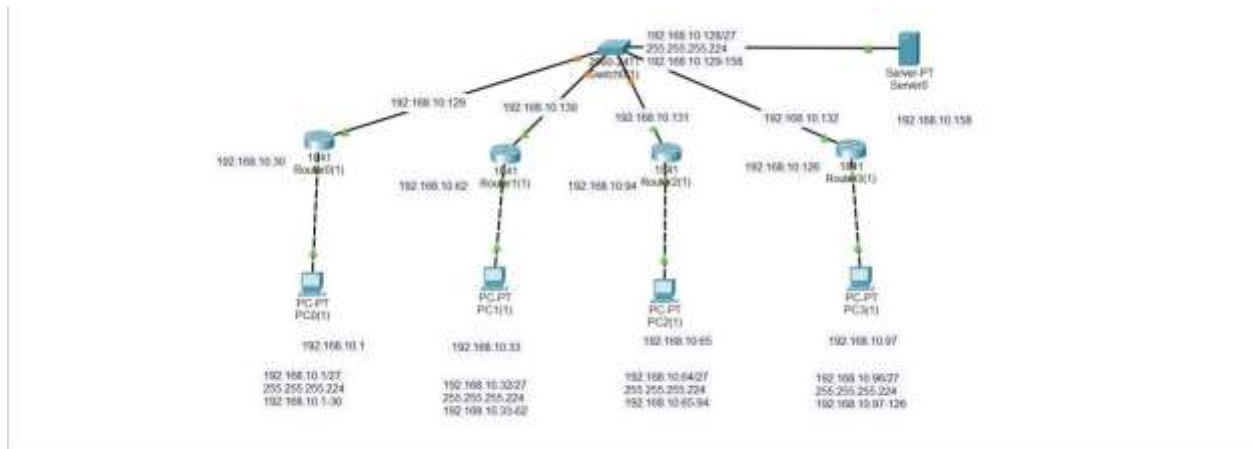 192.168.10.128/27
255.255.255.224
192.168.10.129-158
Server-PT
Server0
192.168.10.158
192.168.10.129
192.168.10.130
192.168.10.131
192.168.10.132
192.168.10.30
1841
Router0(1)
192.168.10.62
1841
Router1(1)
192.168.10.94
1841
Router2(1)
192.168.10.126
1841
Router3(1)
PC-PT
PC0(1)
PC-PT
PC1(1)
PC-PT
PC2(1)
PC-PT
PC3(1)
192.168.10.1
192.168.10.33
192.168.10.65
192.168.10.97
192.168.10.1/27
255.255.255.224
192.168.10.1-30
192.168.10.32/27
255.255.255.224
192.168.10.33-62
192.168.10.64/27
255.255.255.224
192.168.10.65-94
192.168.10.96/27
255.255.255.224
192.168.10.97-126